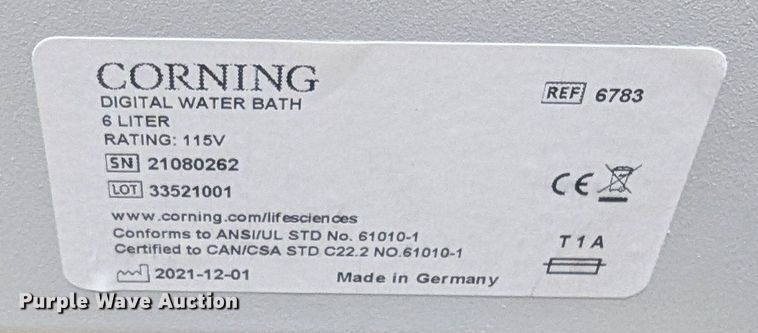 CORNING
DIGITAL WATER BATH
6 LITER
RATING: 115V
SN 21080262
LOT 33521001
REF 6783
CE
www.corning.com/lifesciences
Conforms to ANSI/UL STD No. 61010-1
Certified to CAN/CSA STD C22.2 NO.61010-1
T 1 A
2021-12-01 Made in Germany
Purple Wave Auction